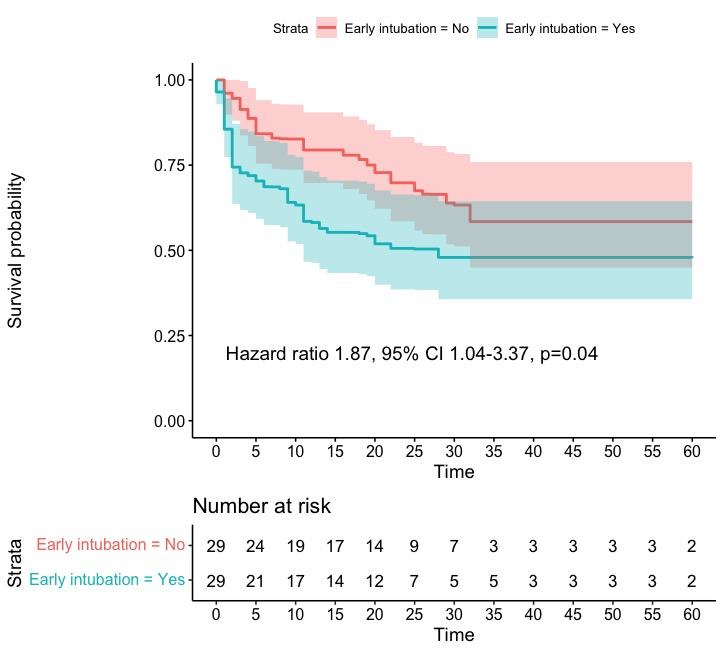 Strata Early intubation = No Early intubation = Yes
1.00
0.75
0.50
0.25
0.00
Survival probability
Hazard ratio 1.87, 95% CI 1.04-3.37, p=0.04
0 5 10 15 20 25 30 35 40 45 50 55 60
Time
Number at risk
Strata
Early intubation = No 29 24 19 17 14 9 7 3 3 3 3 3 2
Early intubation = Yes 29 21 17 14 12 7 5 5 3 3 3 3 2
0 5 10 15 20 25 30 35 40 45 50 55 60
Time